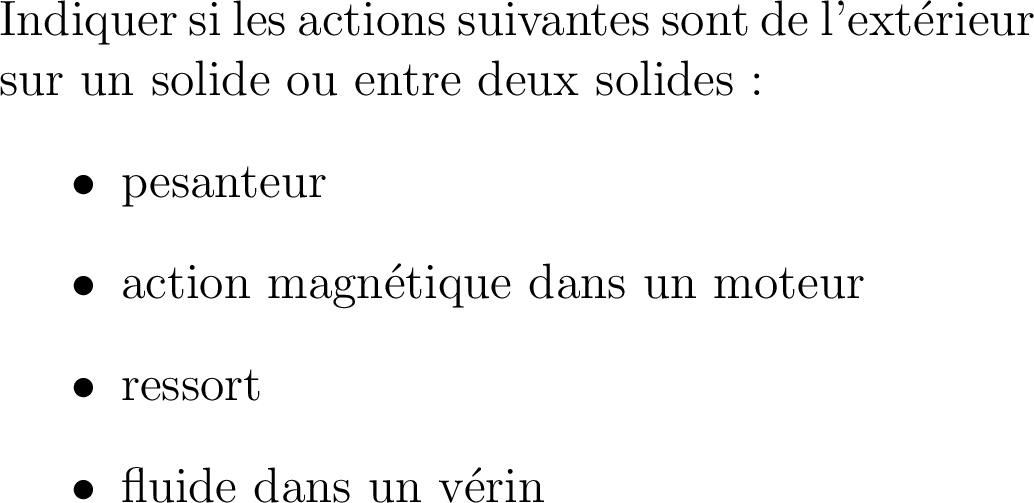 Indiquer si les actions suivantes sont de l'extérieur
sur un solide ou entre deux solides :
• pesanteur
• action magnétique dans un moteur
• ressort
• fluide dans un vérin